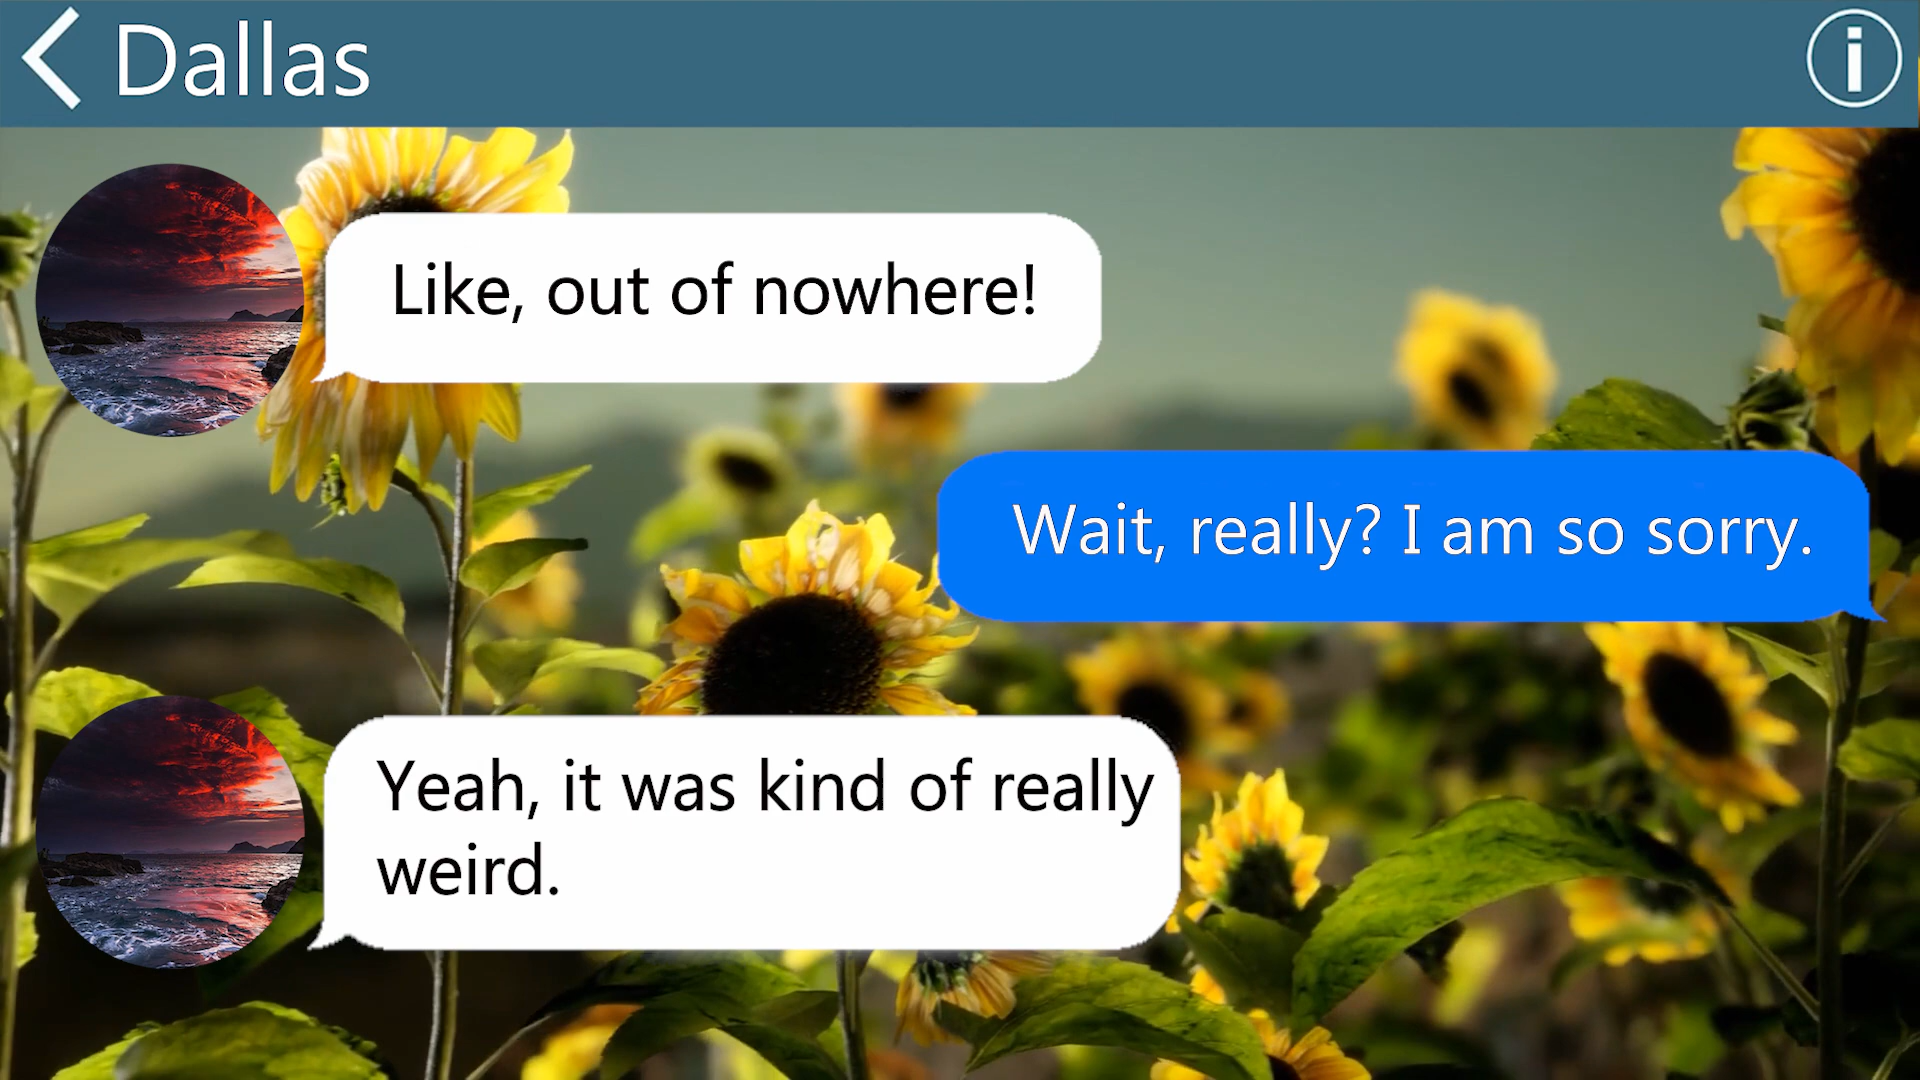 Dallas
Like, out of nowhere!
Wait, really? I am so sorry.
Yeah, it was kind of really
weird.